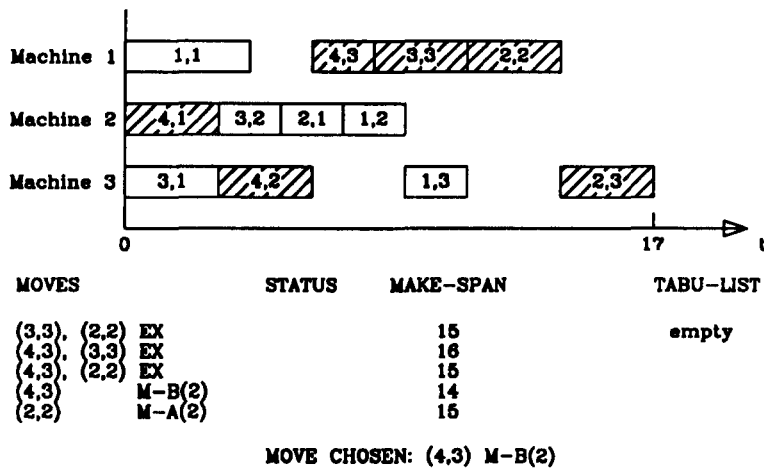 Machine 1 1,1 4,3 3,3 2,2
Machine 2 4,1 3,2 2,1 1,2
Machine 3 3,1 4,2 1,3 2,3
0 17 t
MOVES STATUS MAKE-SPAN TABU-LIST
(3,3), (2,2) EX 15 empty
(4,3), (3,3) EX 16
(4,3), (2,2) EX 15
(4,3) M-B(2) 14
(2,2) M-A(2) 15
MOVE CHOSEN: (4,3) M-B(2)